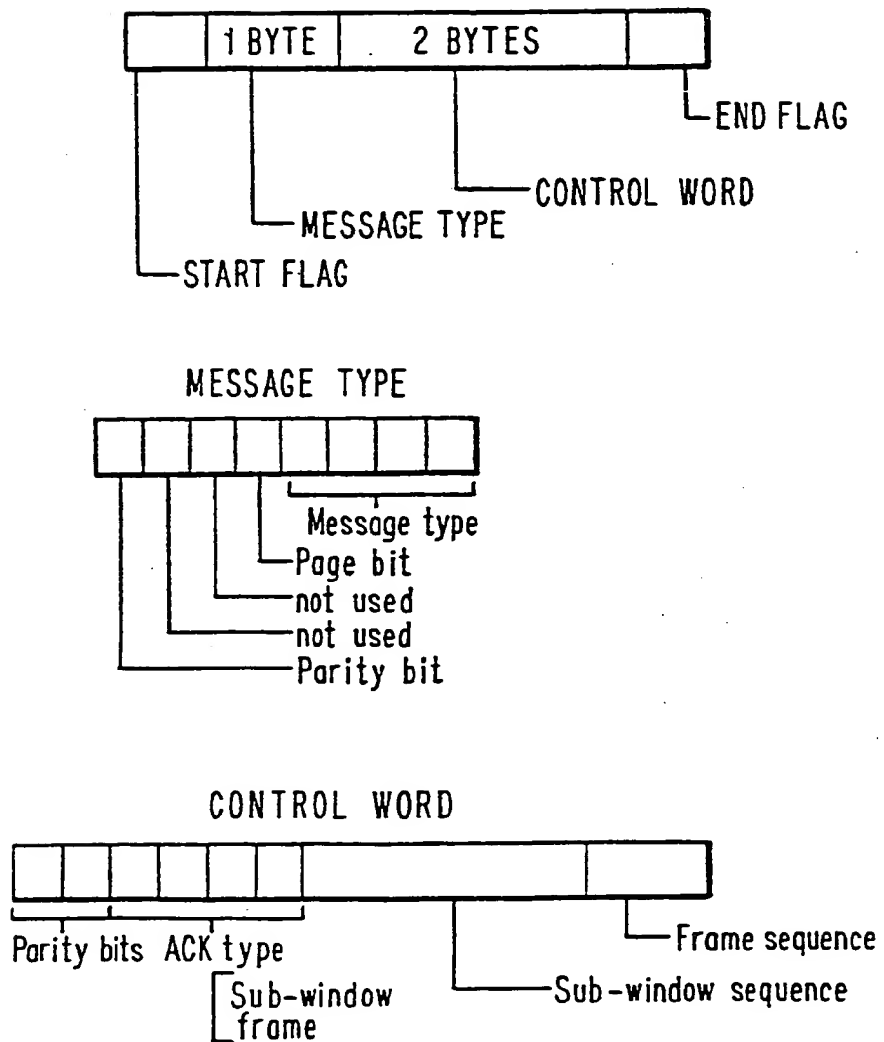 1 BYTE 2 BYTES
END FLAG
CONTROL WORD
MESSAGE TYPE
START FLAG
MESSAGE TYPE
Message type
Page bit
not used
not used
Parity bit
CONTROL WORD
Parity bits ACK type
Frame sequence
Sub-window sequence
Sub-window
frame